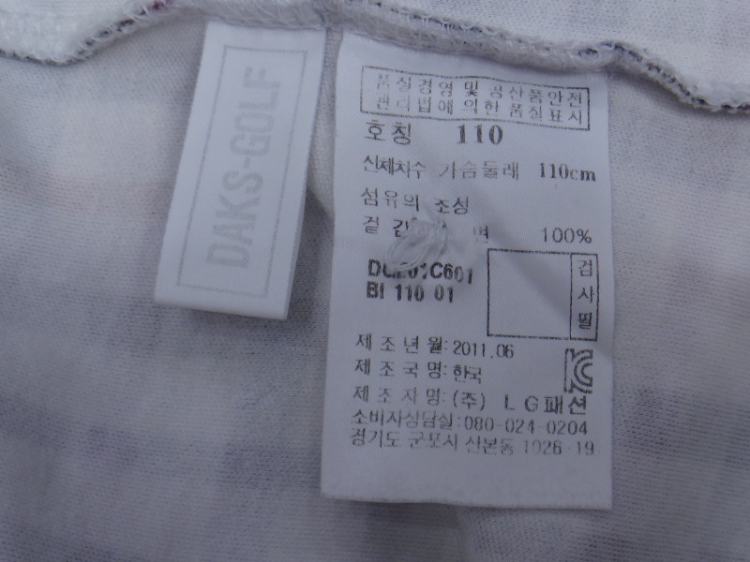 DAKS-GOLF
품질경영 및 공산품안전
관리법에 의한 품질표시
호칭 110
신체치수 가슴둘레 110cm
섬유의 조성
겉 면 100%
BI 110 01
검사필
제조년월: 2011.06
제조국명: 한국
제조자명: (주) LG패션
소비자상담실: 080-024-0204
경기도 군포시 산본동 1026-19